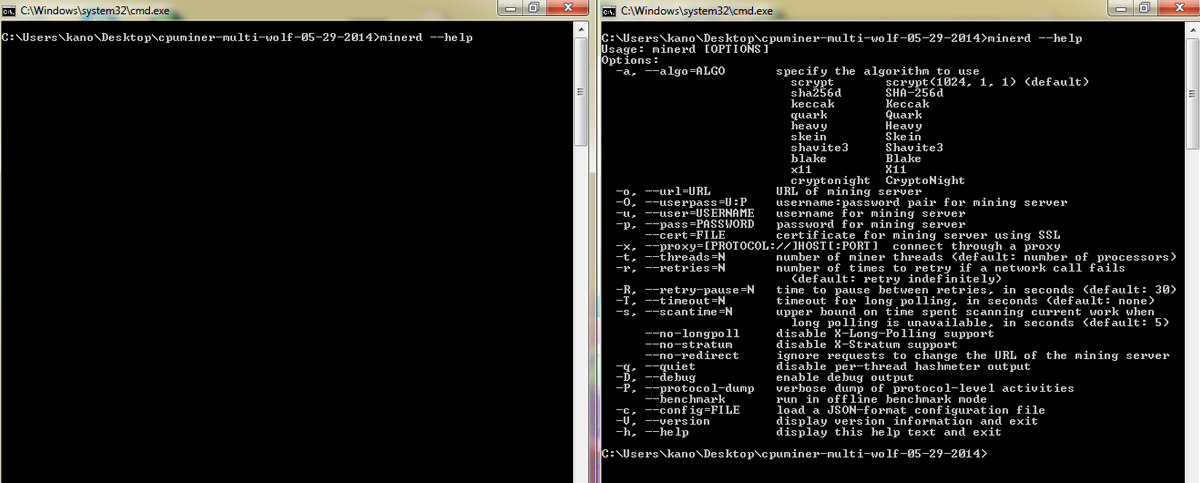 C:\Windows\system32\cmd.exe
C:\Users\kano\Desktop\cpuminer-multi-wolf-05-29-2014>minerd --help
C:\Windows\system32\cmd.exe
C:\Users\kano\Desktop\cpuminer-multi-wolf-05-29-2014>minerd --help
Usage: minerd [OPTIONS]
Options:
-a, --algo=ALGO specify the algorithm to use
scrypt scrypt(1024, 1, 1) (default)
sha256d SHA-256d
keccak Keccak
quark Quark
heavy Heavy
skein Skein
shavite3 Shavite3
blake Blake
x11 X11
cryptonight CryptoNight
-o, --url=URL URL of mining server
-O, --userpass=U:P username:password pair for mining server
-u, --user=USERNAME username for mining server
-p, --pass=PASSWORD password for mining server
--cert=FILE certificate for mining server using SSL
-x, --proxy=[PROTOCOL://]HOST[:PORT] connect through a proxy
-t, --threads=N number of miner threads (default: number of processors)
-r, --retries=N number of times to retry if a network call fails
(default: retry indefinitely)
-R, --retry-pause=N time to pause between retries, in seconds (default: 30)
-T, --timeout=N timeout for long polling, in seconds (default: none)
-s, --scantime=N upper bound on time spent scanning current work when
long polling is unavailable, in seconds (default: 5)
--no-longpoll disable X-Long-Polling support
--no-stratum disable X-Stratum support
--no-redirect ignore requests to change the URL of the mining server
-q, --quiet disable per-thread hashmeter output
-D, --debug enable debug output
-P, --protocol-dump verbose dump of protocol-level activities
--benchmark run in offline benchmark mode
-c, --config=FILE load a JSON-format configuration file
-V, --version display version information and exit
-h, --help display this help text and exit
C:\Users\kano\Desktop\cpuminer-multi-wolf-05-29-2014>